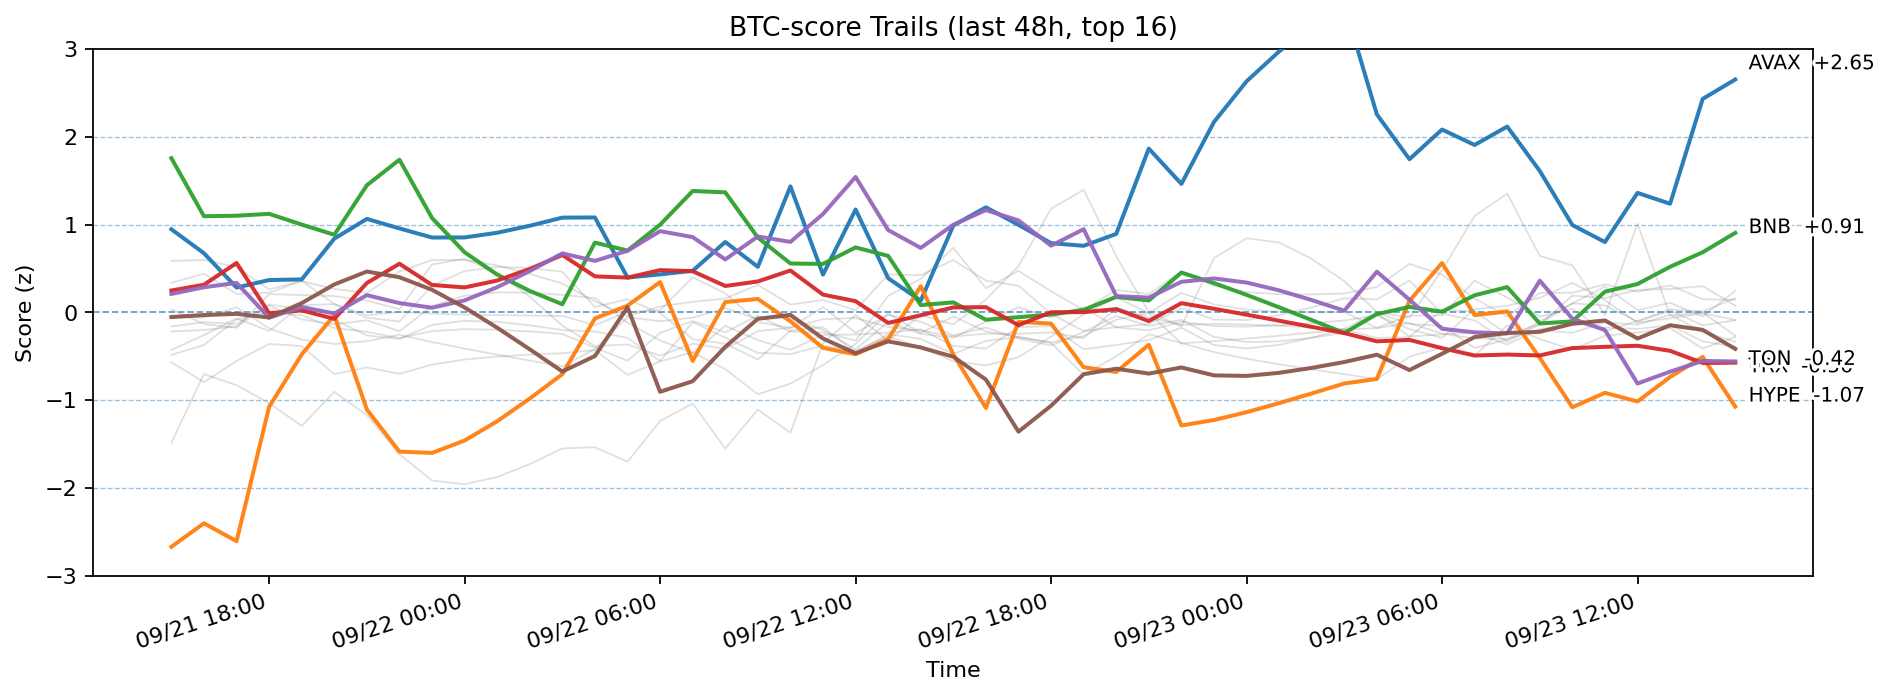 BTC-score Trails (last 48h, top 16)
3
2
1
0
−1
−2
−3
Score (z)
AVAX +2.65
BNB +0.91
TON -0.42
HYPE -1.07
09/21 18:00
09/22 00:00
09/22 06:00
09/22 12:00
09/22 18:00
09/23 00:00
09/23 06:00
09/23 12:00
Time